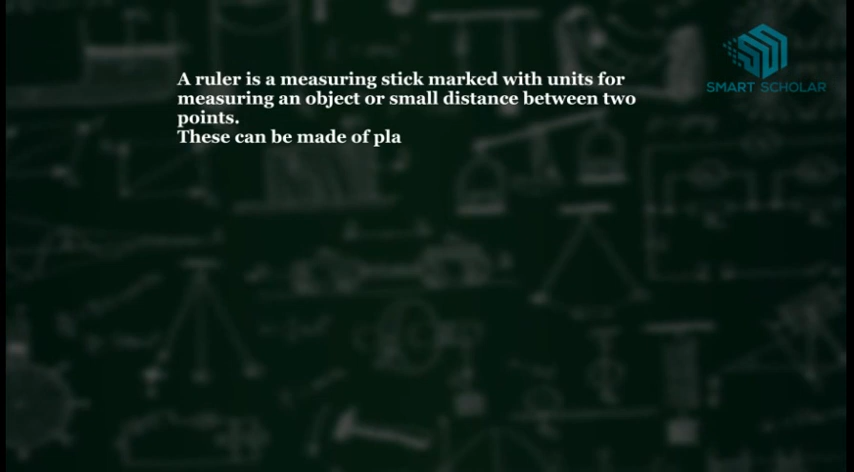 A ruler is a measuring stick marked with units for
measuring an object or small distance between two
points.
These can be made of pla
SMART SCHOLAR